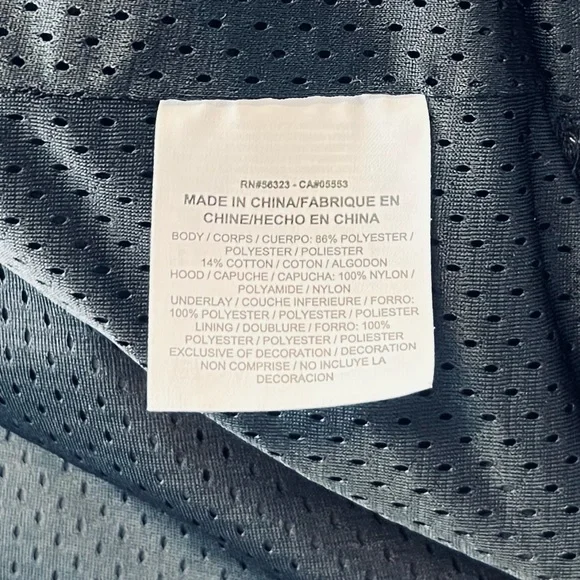 RN#56323 - CA#05553
MADE IN CHINA/FABRIQUE EN
CHINE/HECHO EN CHINA
BODY / CORPS / CUERPO: 86% POLYESTER /
POLYESTER / POLIESTER
14% COTTON / COTON / ALGODON
HOOD / CAPUCHE / CAPUCHA: 100% NYLON /
POLYAMIDE / NYLON
UNDERLAY / COUCHE INFERIEURE / FORRO:
100% POLYESTER / POLYESTER / POLIESTER
LINING / DOUBLURE / FORRO: 100%
POLYESTER / POLYESTER / POLIESTER
EXCLUSIVE OF DECORATION / DECORATION
NON COMPRISE / NO INCLUYE LA
DECORACION